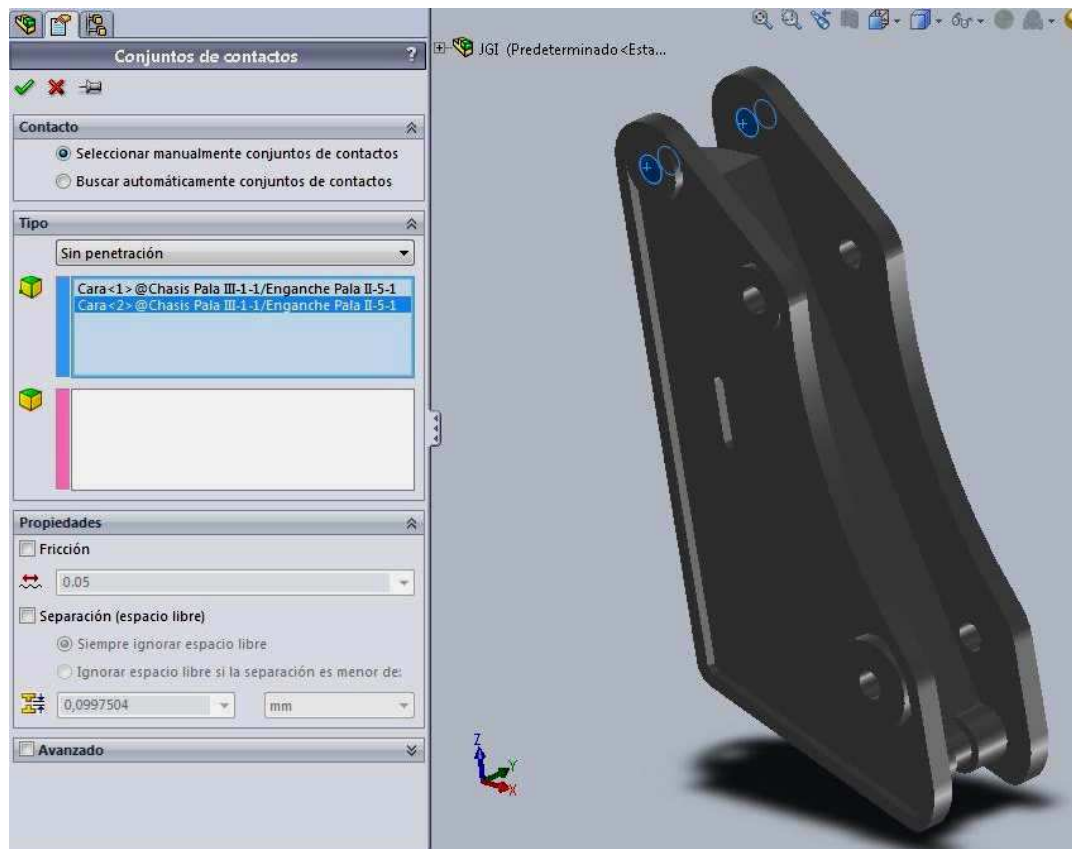 Conjuntos de contactos ?
JGI (Predeterminado<Esta...
Contacto
Seleccionar manualmente conjuntos de contactos
Buscar automáticamente conjuntos de contactos
Tipo
Sin penetración
Cara<1>@Chasis Pala III-1-1/Enganche Pala II-5-1
Cara<2>@Chasis Pala III-1-1/Enganche Pala II-5-1
Propiedades
Fricción
0.05
Separación (espacio libre)
Siempre ignorar espacio libre
Ignorar espacio libre si la separación es menor de:
0,0997504 mm
Avanzado
Z
Y
X